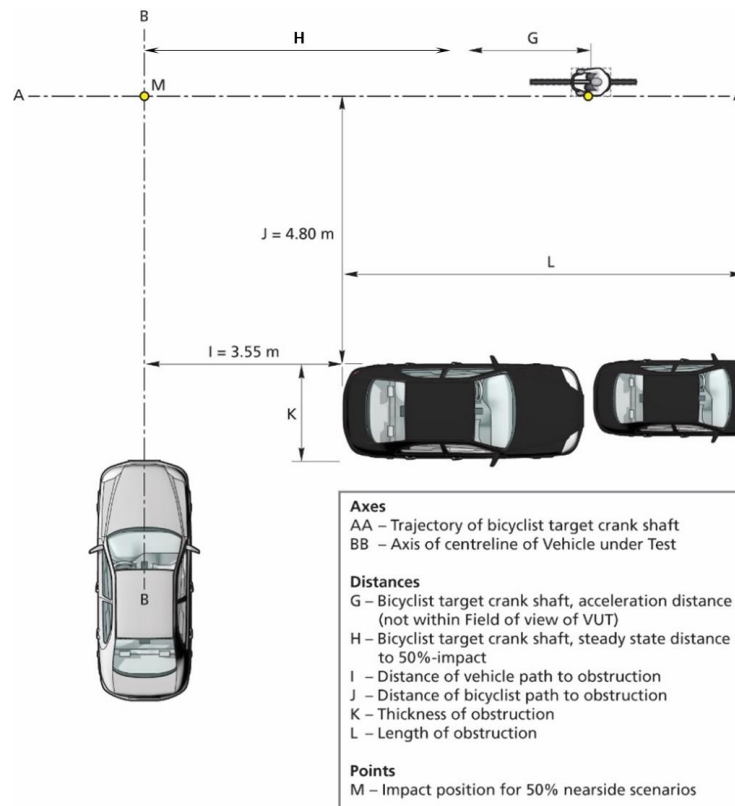 B
H
G
M
A
A
J = 4.80 m
L
I = 3.55 m
K
B
Axes
AA – Trajectory of bicyclist target crank shaft
BB – Axis of centreline of Vehicle under Test
Distances
G – Bicyclist target crank shaft, acceleration distance
(not within Field of view of VUT)
H – Bicyclist target crank shaft, steady state distance
to 50%-impact
I – Distance of vehicle path to obstruction
J – Distance of bicyclist path to obstruction
K – Thickness of obstruction
L – Length of obstruction
Points
M – Impact position for 50% nearside scenarios